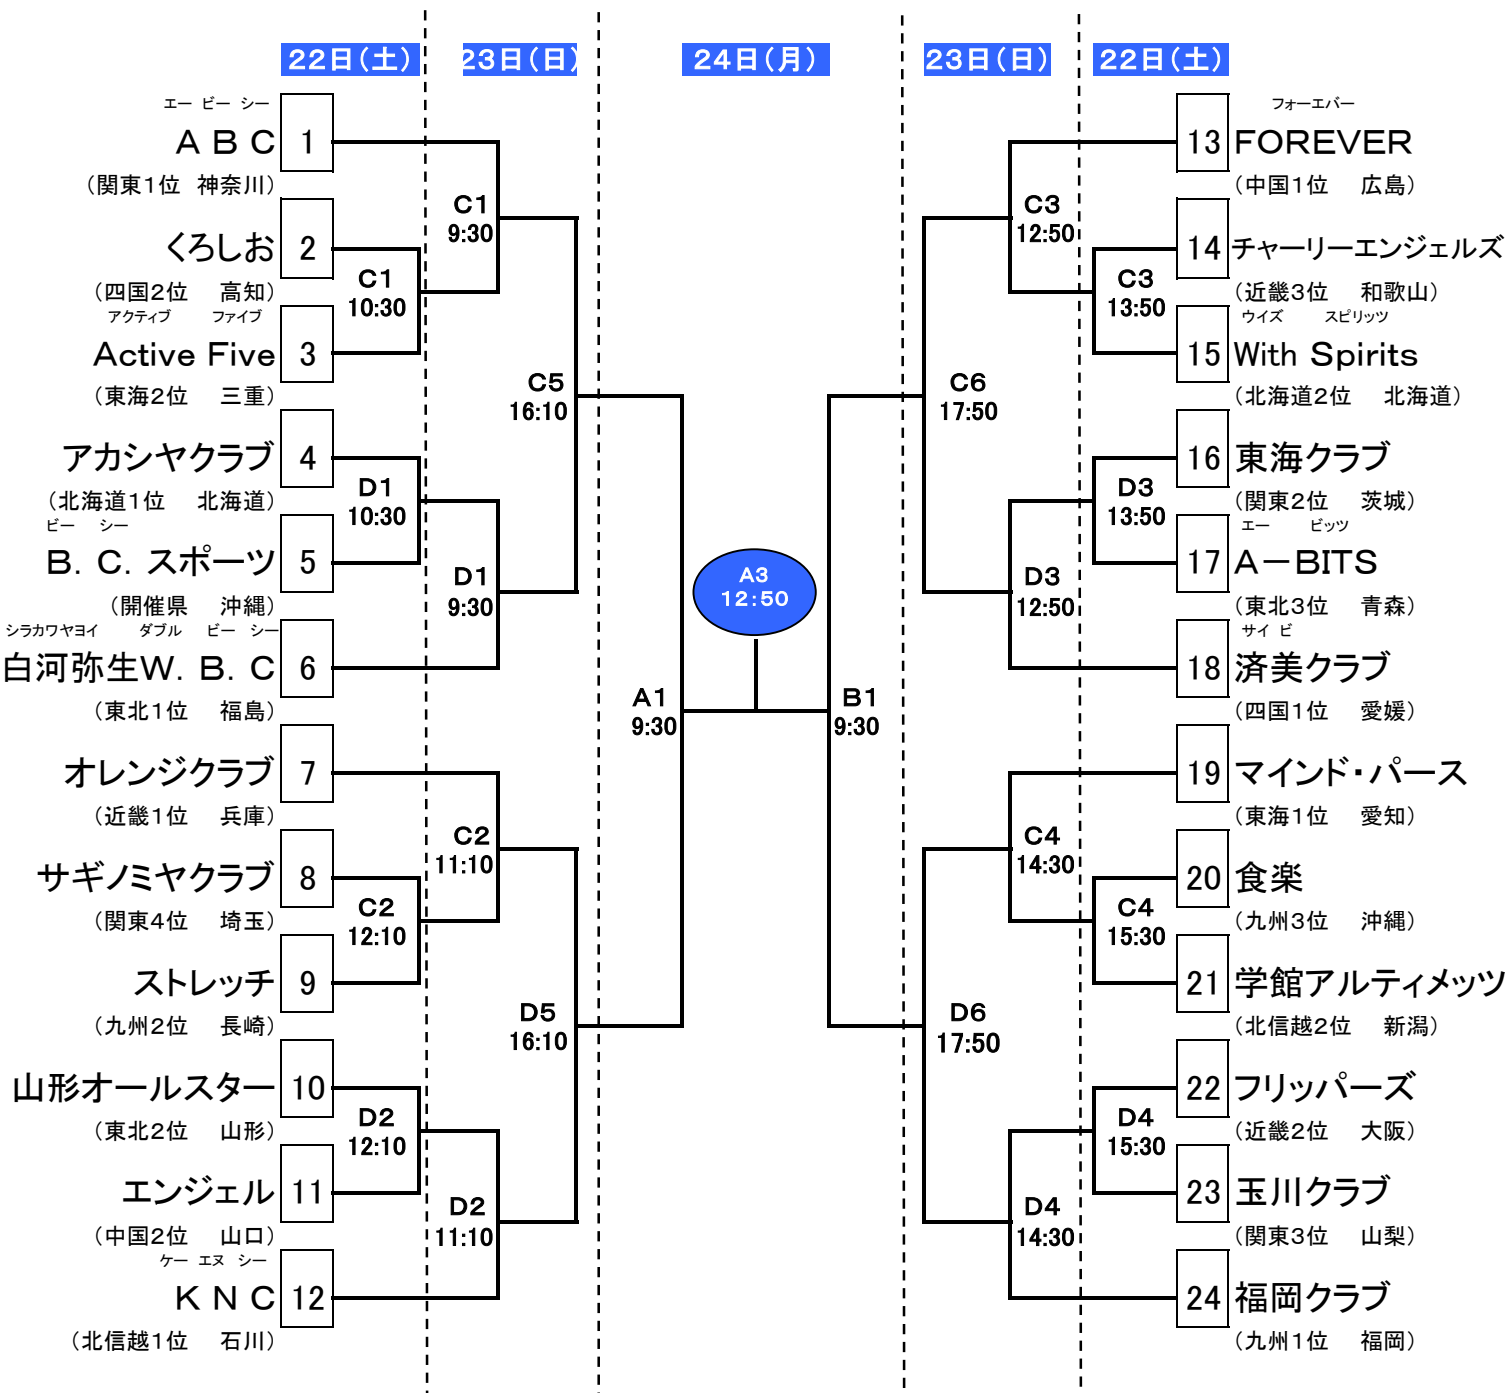 22日(土)
23日(日)
24日(月)
23日(日)
22日(土)
エー ビー シー
A B C
1
(関東1位 神奈川)
くろしお
2
(四国2位 高知)
アクティブ ファイブ
Active Five
3
(東海2位 三重)
アカシヤクラブ
4
(北海道1位 北海道)
ビー シー
B. C. スポーツ
5
(開催県 沖縄)
シラカワヤヨイ ダブル ビー シー
白河弥生W. B. C
6
(東北1位 福島)
オレンジクラブ
7
(近畿1位 兵庫)
サギノミヤクラブ
8
(関東4位 埼玉)
ストレッチ
9
(九州2位 長崎)
山形オールスター
10
(東北2位 山形)
エンジェル
11
(中国2位 山口)
ケー エヌ シー
K N C
12
(北信越1位 石川)
C1
10:30
D1
10:30
C2
12:10
D2
12:10
C1
9:30
D1
9:30
C2
11:10
D2
11:10
C5
16:10
D5
16:10
A1
9:30
A3
12:50
B1
9:30
C6
17:50
D6
17:50
C3
12:50
D3
12:50
C4
14:30
D4
14:30
C3
13:50
D3
13:50
C4
15:30
D4
15:30
フォーエバー
13
FOREVER
(中国1位 広島)
14
チャーリーエンジェルズ
(近畿3位 和歌山)
ウイズ スピリッツ
15
With Spirits
(北海道2位 北海道)
16
東海クラブ
(関東2位 茨城)
エー ビッツ
17
A－BITS
(東北3位 青森)
サイ ビ
18
済美クラブ
(四国1位 愛媛)
19
マインド・パース
(東海1位 愛知)
20
食楽
(九州3位 沖縄)
21
学館アルティメッツ
(北信越2位 新潟)
22
フリッパーズ
(近畿2位 大阪)
23
玉川クラブ
(関東3位 山梨)
24
福岡クラブ
(九州1位 福岡)